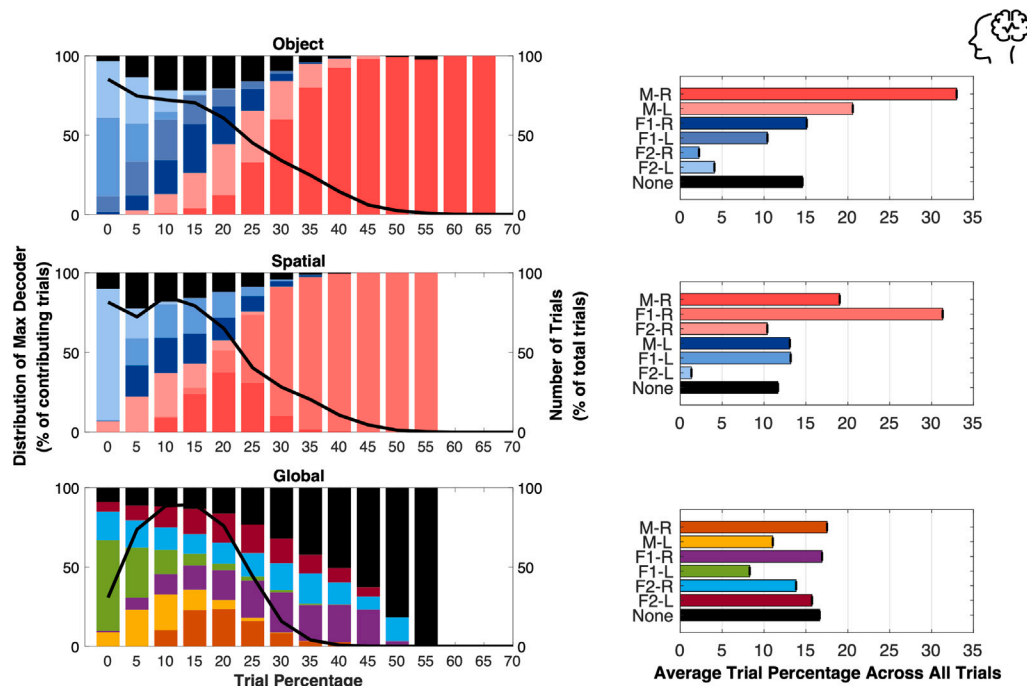 Object
100
50
0
100
50
0
0 5 10 15 20 25 30 35 40 45 50 55 60 65 70
Spatial
100
50
0
100
50
0
0 5 10 15 20 25 30 35 40 45 50 55 60 65 70
Global
100
50
0
100
50
0
0 5 10 15 20 25 30 35 40 45 50 55 60 65 70
Trial Percentage
Distribution of Max Decoder
(% of contributing trials)
Number of Trials
(% of total trials)
M-R
M-L
F1-R
F1-L
F2-R
F2-L
None
0 5 10 15 20 25 30 35
M-R
F1-R
F2-R
M-L
F1-L
F2-L
None
0 5 10 15 20 25 30 35
M-R
M-L
F1-R
F1-L
F2-R
F2-L
None
0 5 10 15 20 25 30 35
Average Trial Percentage Across All Trials